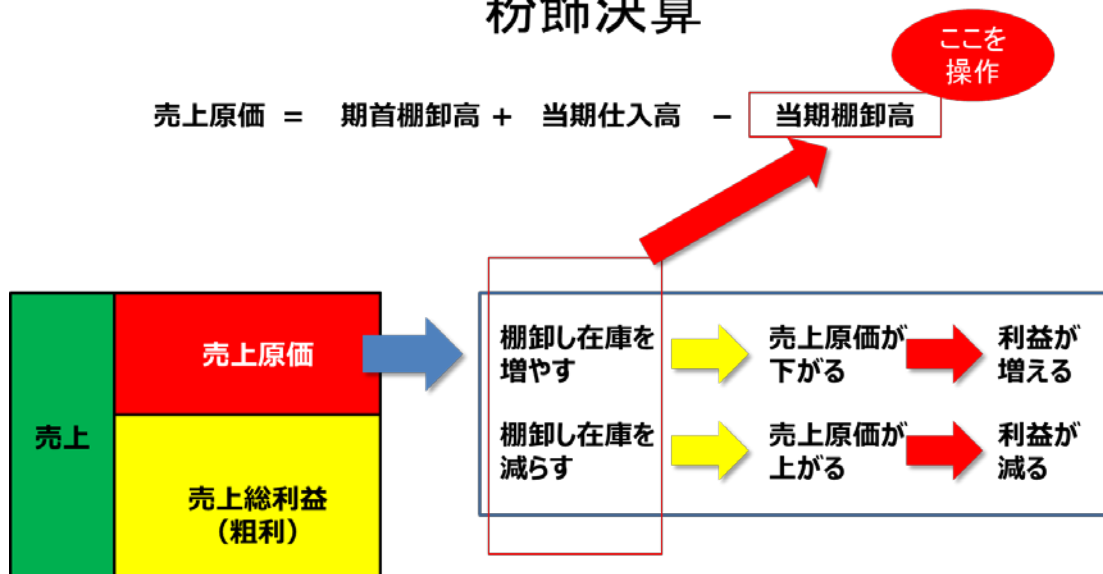 粉飾決算
ここを
操作
売上原価 = 期首棚卸高 + 当期仕入高 - 当期棚卸高
売上
売上原価
売上総利益
（粗利）
棚卸し在庫を
増やす
売上原価が
下がる
利益が
増える
棚卸し在庫を
減らす
売上原価が
上がる
利益が
減る